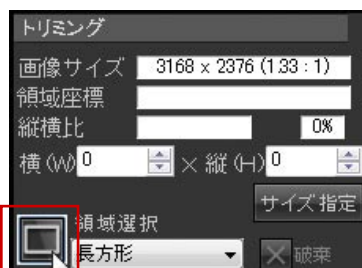 トリミング
画像サイズ 3168 x 2376 (1.33 : 1)
領域座標
縦横比 0%
横(W) 0 × 縦(H) 0
サイズ指定
領域選択
長方形 破棄